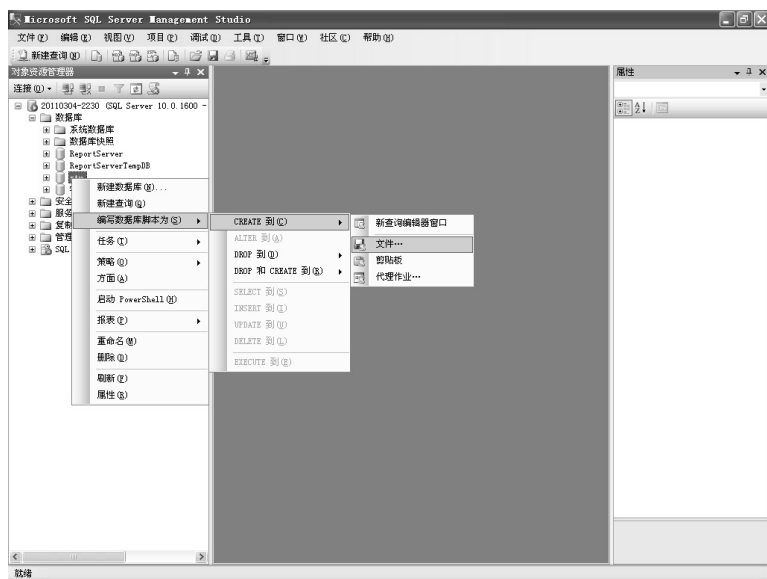 Microsoft SQL Server Management Studio
文件(F) 编辑(E) 视图(V) 项目(P) 调试(D) 工具(T) 窗口(W) 社区(C) 帮助(H)
新建查询(N)
对象资源管理器
连接(O)
20110304-2230 (SQL Server 10.0.1600 -
数据库
系统数据库
数据库快照
ReportServer
ReportServerTempDB
安全
服务
复制
管理
SQL
新建数据库(N)...
新建查询(Q)
编写数据库脚本为(S)
任务(T)
策略(O)
方面(A)
启动 PowerShell(H)
报表(P)
重命名(M)
删除(D)
刷新(F)
属性(R)
CREATE 到(C)
ALTER 到(A)
DROP 到(D)
DROP 和 CREATE 到(R)
SELECT 到(S)
INSERT 到(I)
UPDATE 到(U)
DELETE 到(L)
EXECUTE 到(E)
新查询编辑器窗口
文件…
剪贴板
代理作业…
属性
就绪